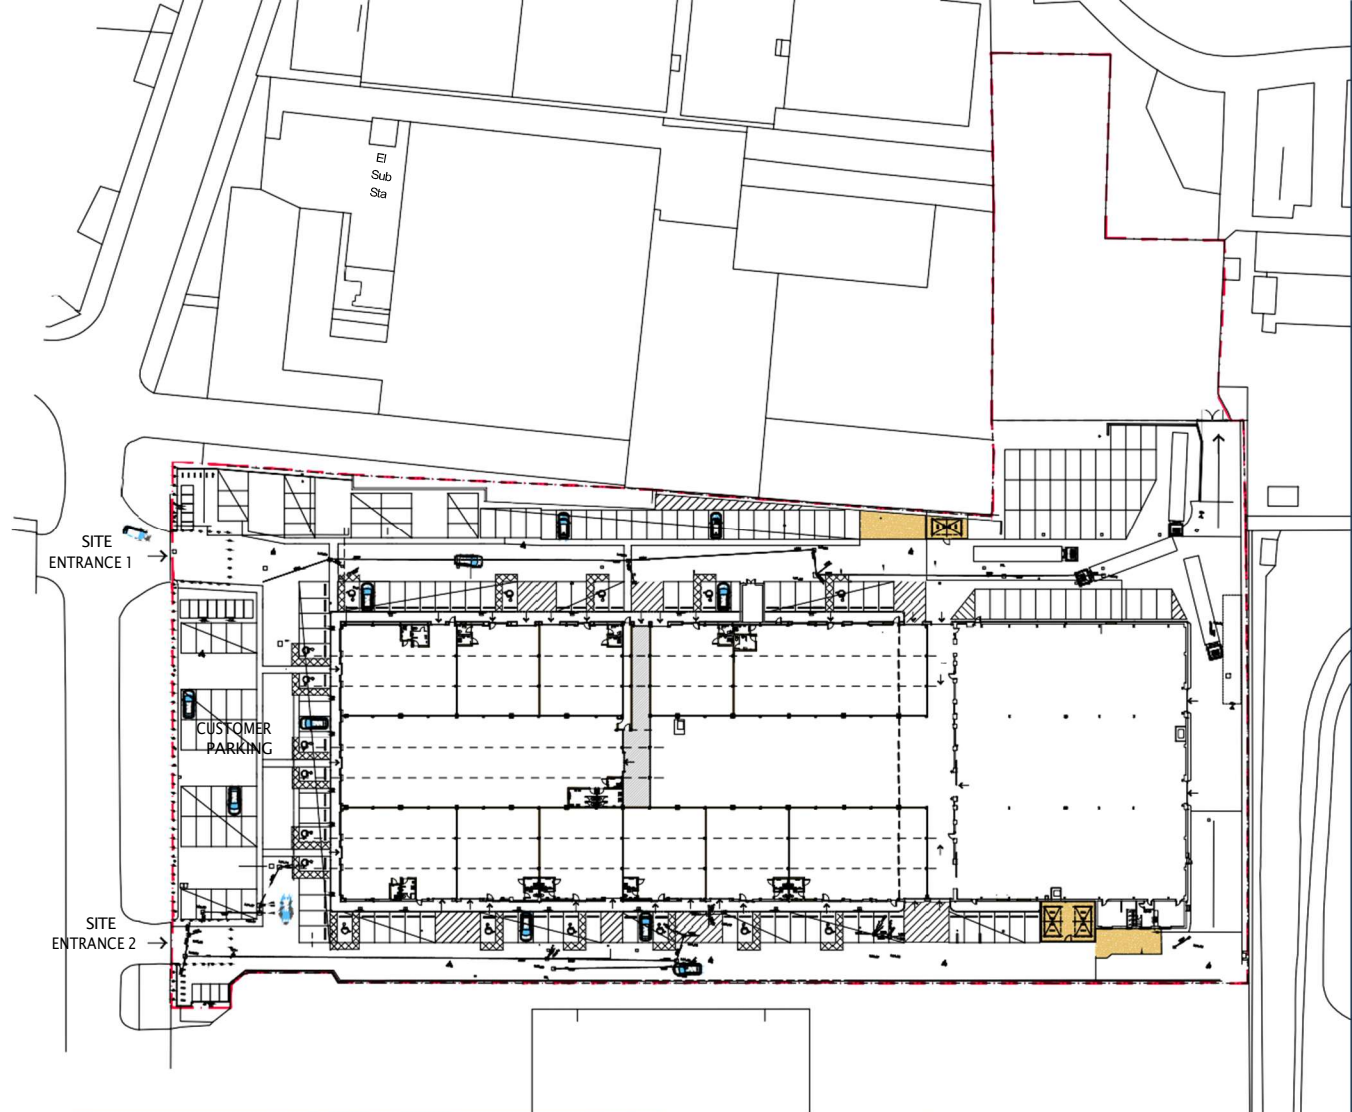 El
Sub
Sta
SITE
ENTRANCE 1
CUSTOMER
PARKING
SITE
ENTRANCE 2